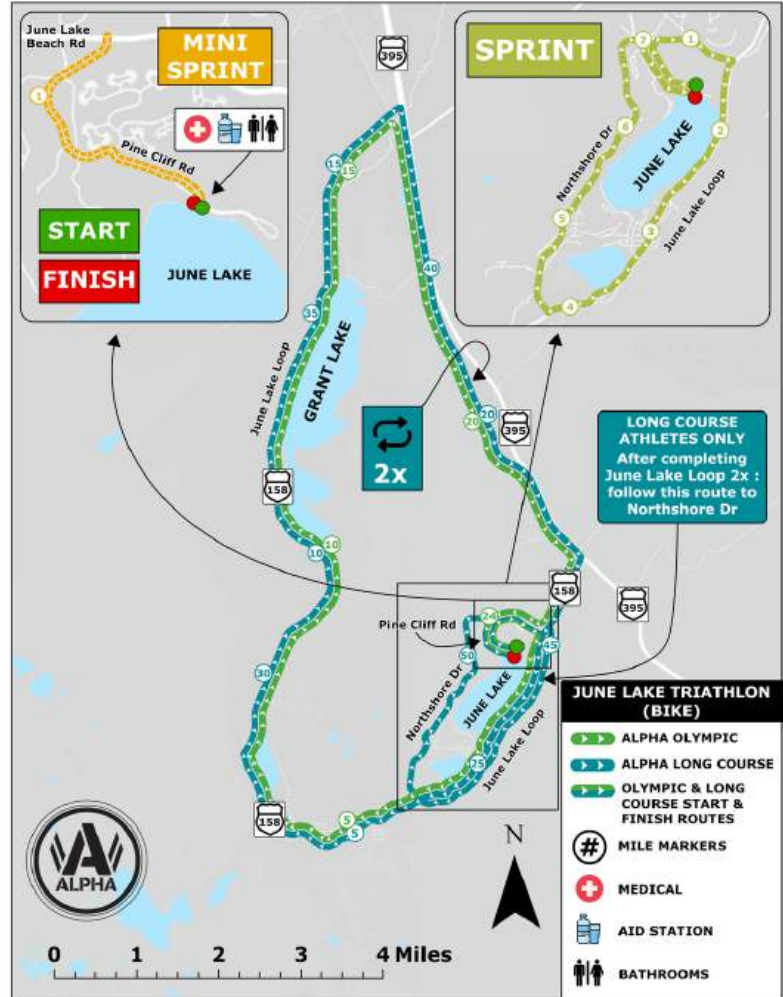 June Lake
Beach Rd
MINI
SPRINT
1
Pine Cliff Rd
START
FINISH
JUNE LAKE
395
SPRINT
7
1
6
2
Northshore Dr
JUNE LAKE
5
3
June Lake Loop
4
15
15
40
35
June Lake Loop
GRANT LAKE
20
20
395
2x
LONG COURSE
ATHLETES ONLY
After completing
June Lake Loop 2x :
follow this route to
Northshore Dr
158
10
10
158
395
Pine Cliff Rd
24
45
50
30
Northshore Dr
JUNE LAKE
June Lake Loop
25
158
5
5
ALPHA
N
0 1 2 3 4 Miles
JUNE LAKE TRIATHLON
(BIKE)
ALPHA OLYMPIC
ALPHA LONG COURSE
OLYMPIC & LONG
COURSE START &
FINISH ROUTES
# MILE MARKERS
MEDICAL
AID STATION
BATHROOMS